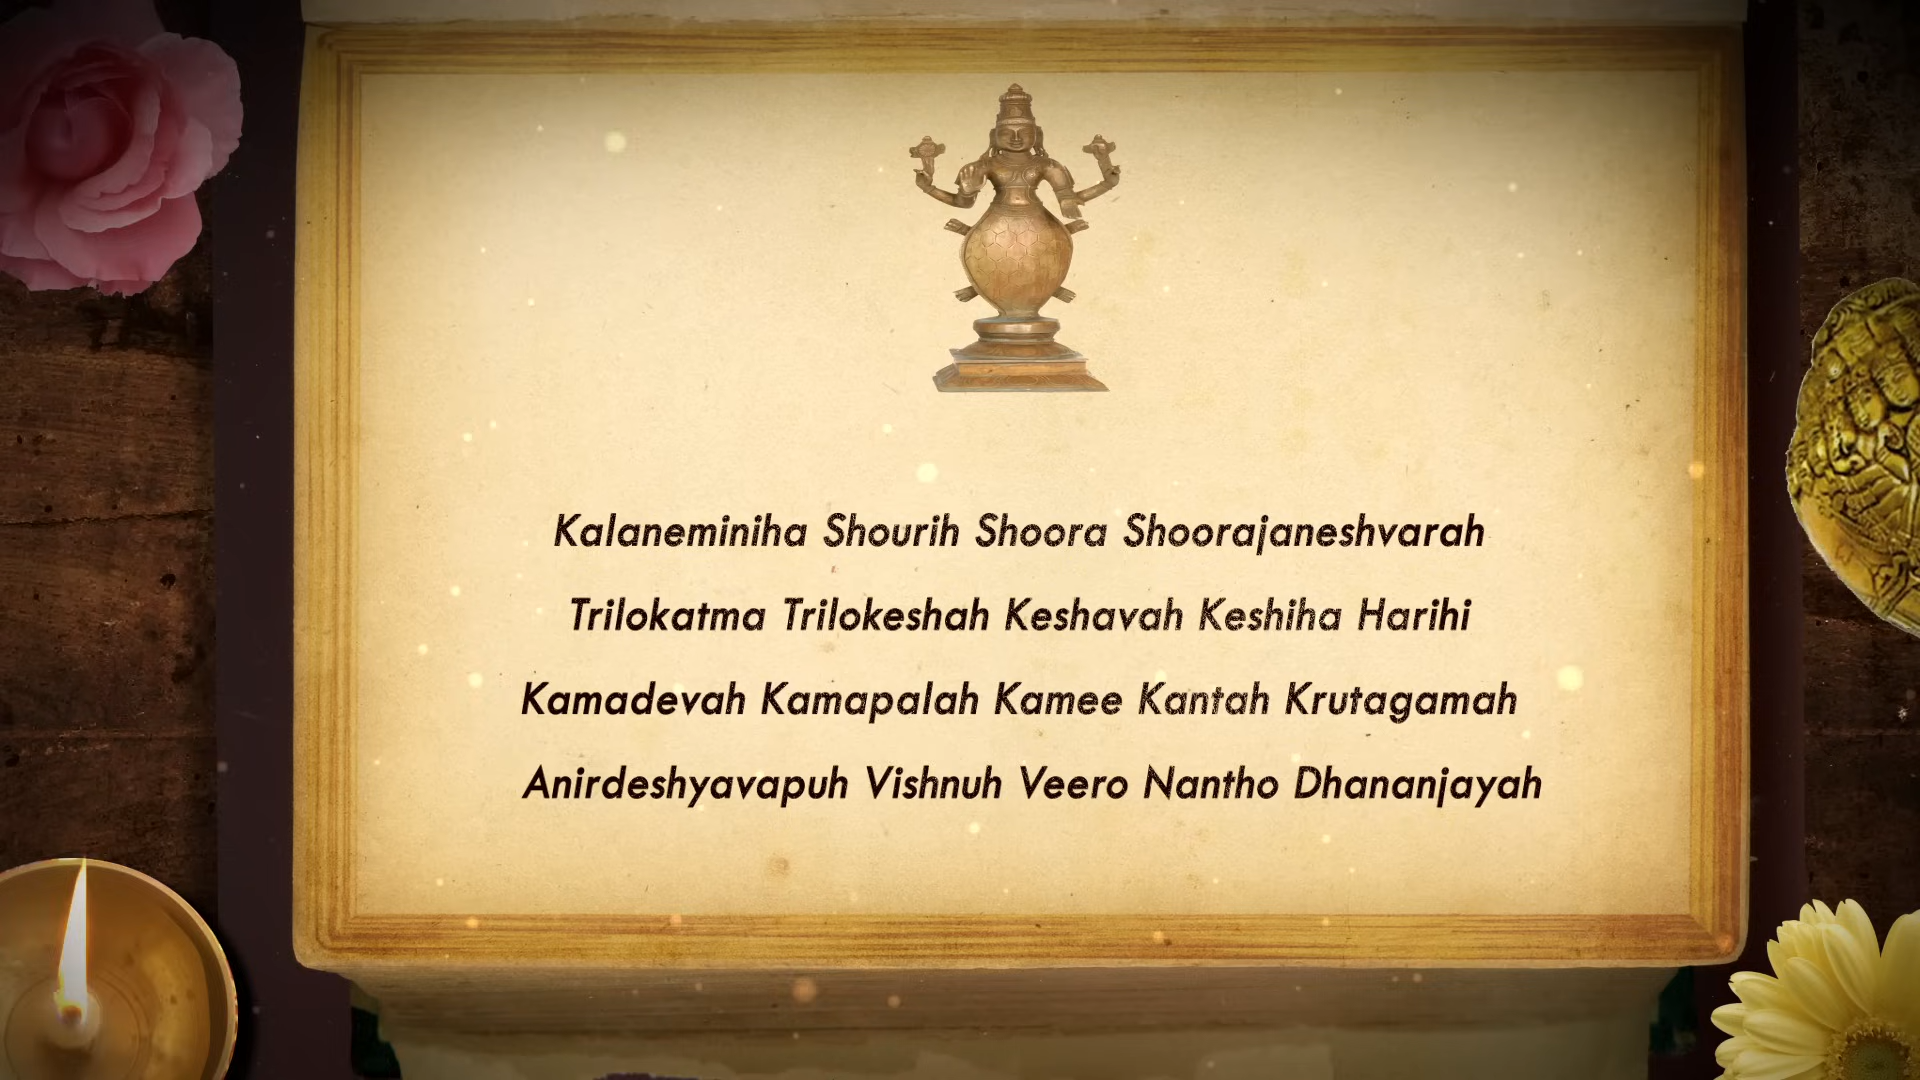 Kalaneminiha Shourih Shoora Shoorajaneshvarah
Trilokatma Trilokeshah Keshavah Keshiha Harihi
Kamadevah Kamapalah Kamee Kantah Krutagamah
Anirdeshyavapuh Vishnuh Veero Nantho Dhananjayah